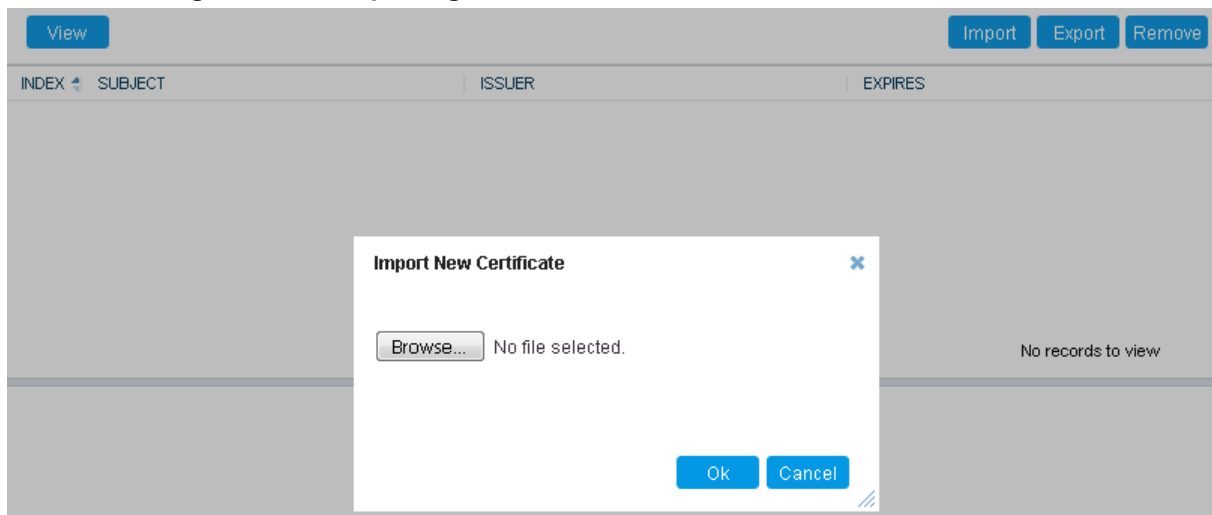 View Import Export Remove
INDEX SUBJECT ISSUER EXPIRES
Import New Certificate
Browse... No file selected.
No records to view
Ok Cancel